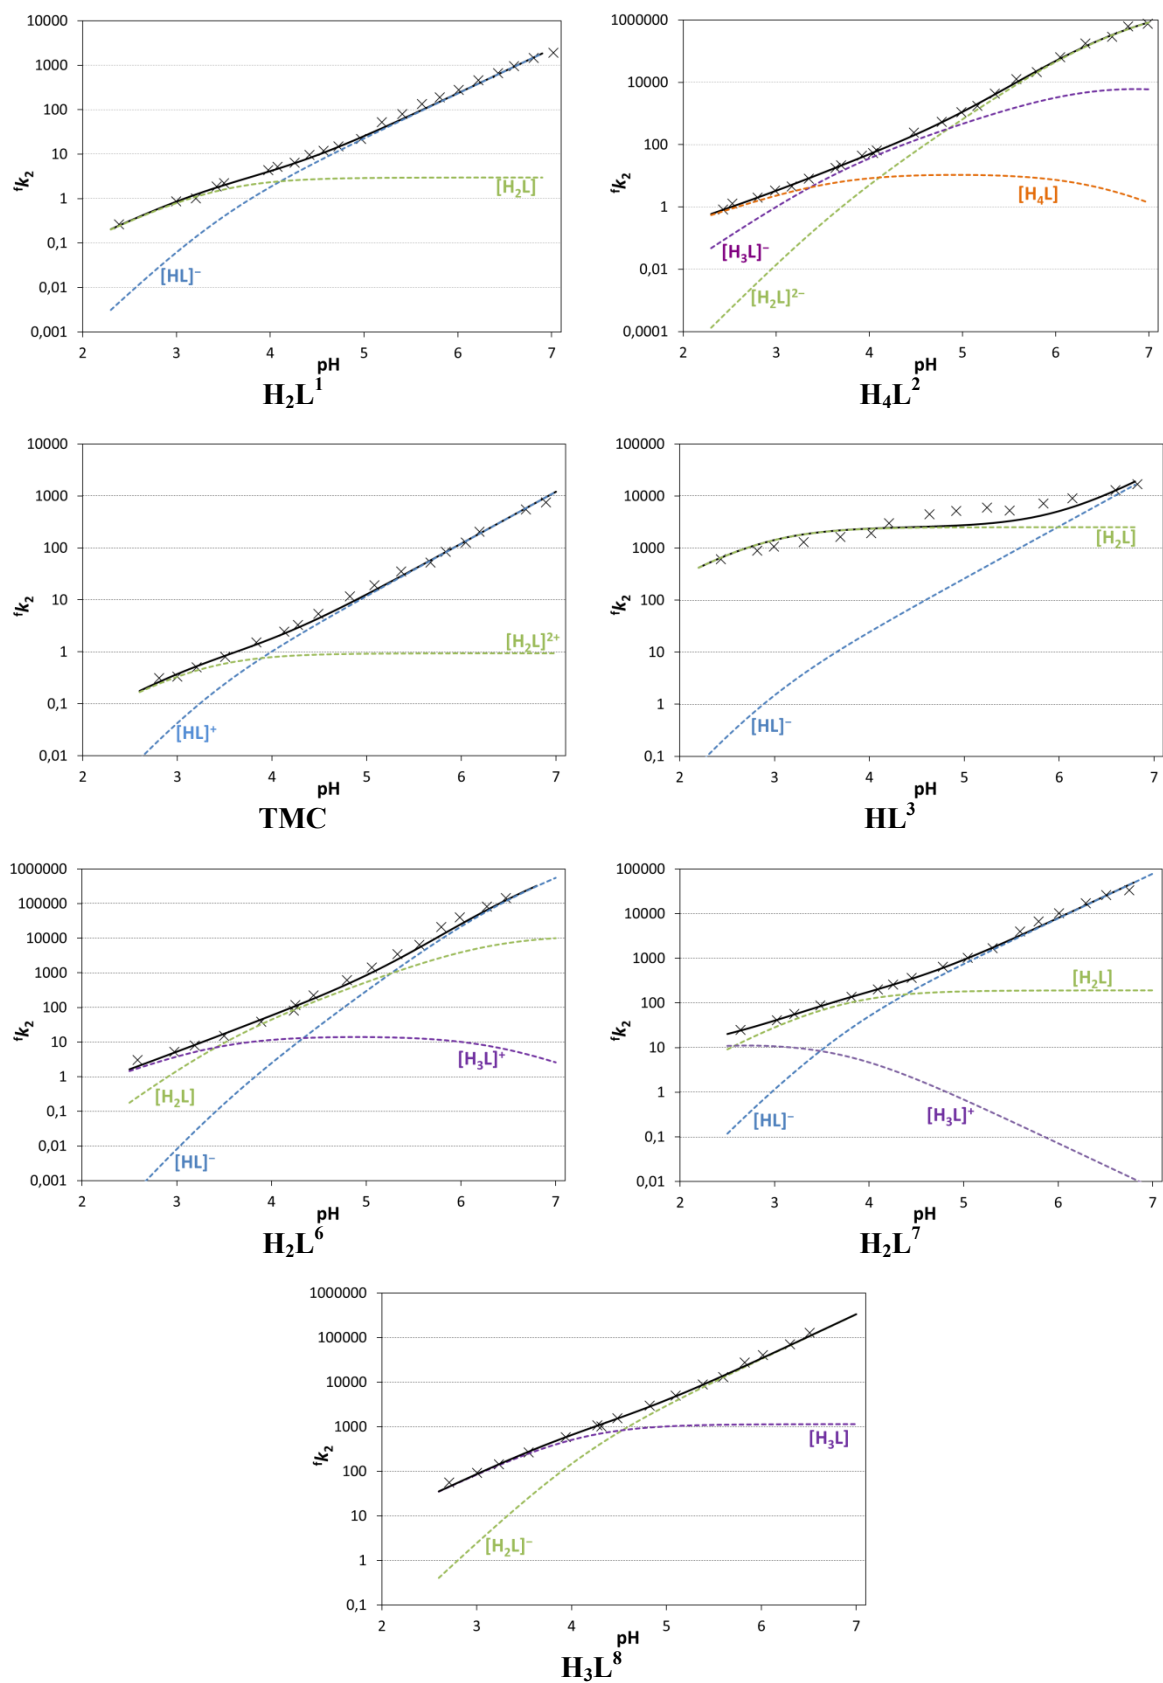 10000
1000
100
10
1
0,1
0,01
0,001
ᶠk₂
[H₂L]
[HL]⁻
2 3 4 5 6 7
pH
H₂L¹
1000000
10000
100
1
0,01
0,0001
ᶠk₂
[H₄L]
[H₃L]⁻
[H₂L]²⁻
2 3 4 5 6 7
pH
H₄L²
10000
1000
100
10
1
0,1
0,01
ᶠk₂
[H₂L]²⁺
[HL]⁺
2 3 4 5 6 7
pH
TMC
100000
10000
1000
100
10
1
0,1
ᶠk₂
[H₂L]
[HL]⁻
2 3 4 5 6 7
pH
HL³
1000000
100000
10000
1000
100
10
1
0,1
0,01
0,001
ᶠk₂
[H₃L]⁺
[H₂L]
[HL]⁻
2 3 4 5 6 7
pH
H₂L⁶
100000
10000
1000
100
10
1
0,1
0,01
ᶠk₂
[H₂L]
[HL]⁻
[H₃L]⁺
2 3 4 5 6 7
pH
H₂L⁷
1000000
100000
10000
1000
100
10
1
0,1
ᶠk₂
[H₃L]
[H₂L]⁻
2 3 4 5 6 7
pH
H₃L⁸